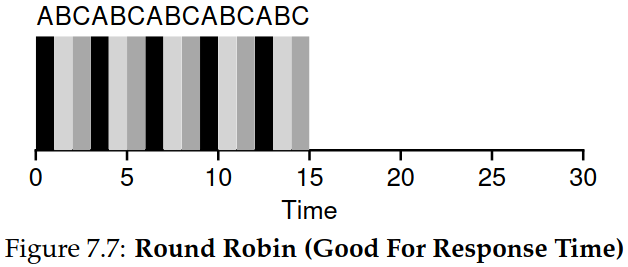 ABCABCABCABCABC
0 5 10 15 20 25 30
Time
Figure 7.7: Round Robin (Good For Response Time)